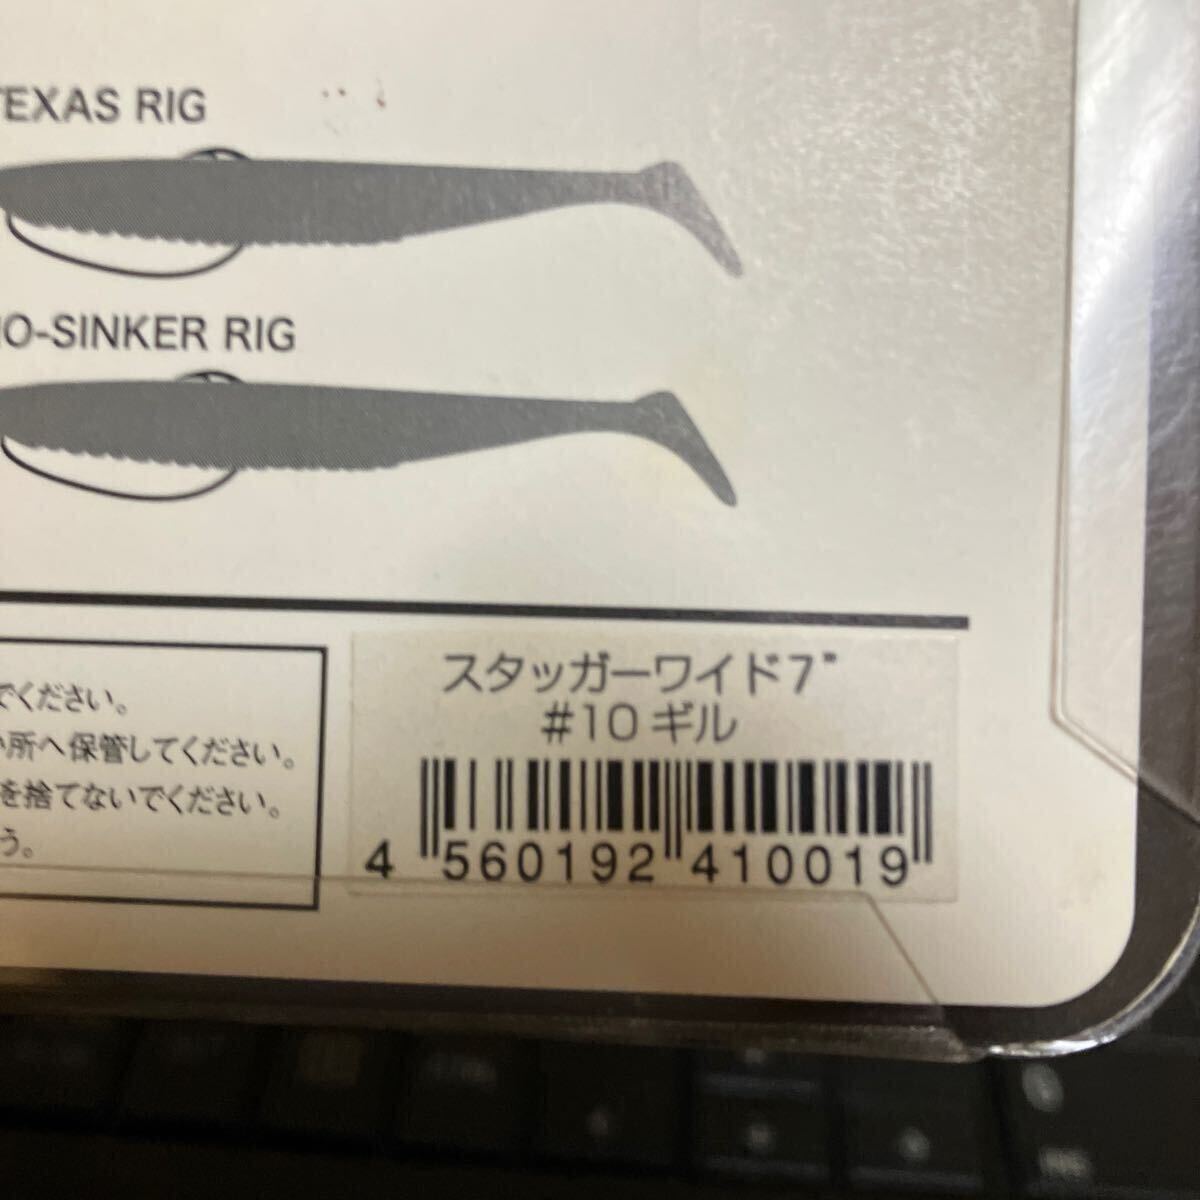 TEXAS RIG
NO-SINKER RIG
スタッガーワイド7"
#10 ギル
でください。
い所へ保管してください。
を捨てないでください。
う。
4 560192 410019